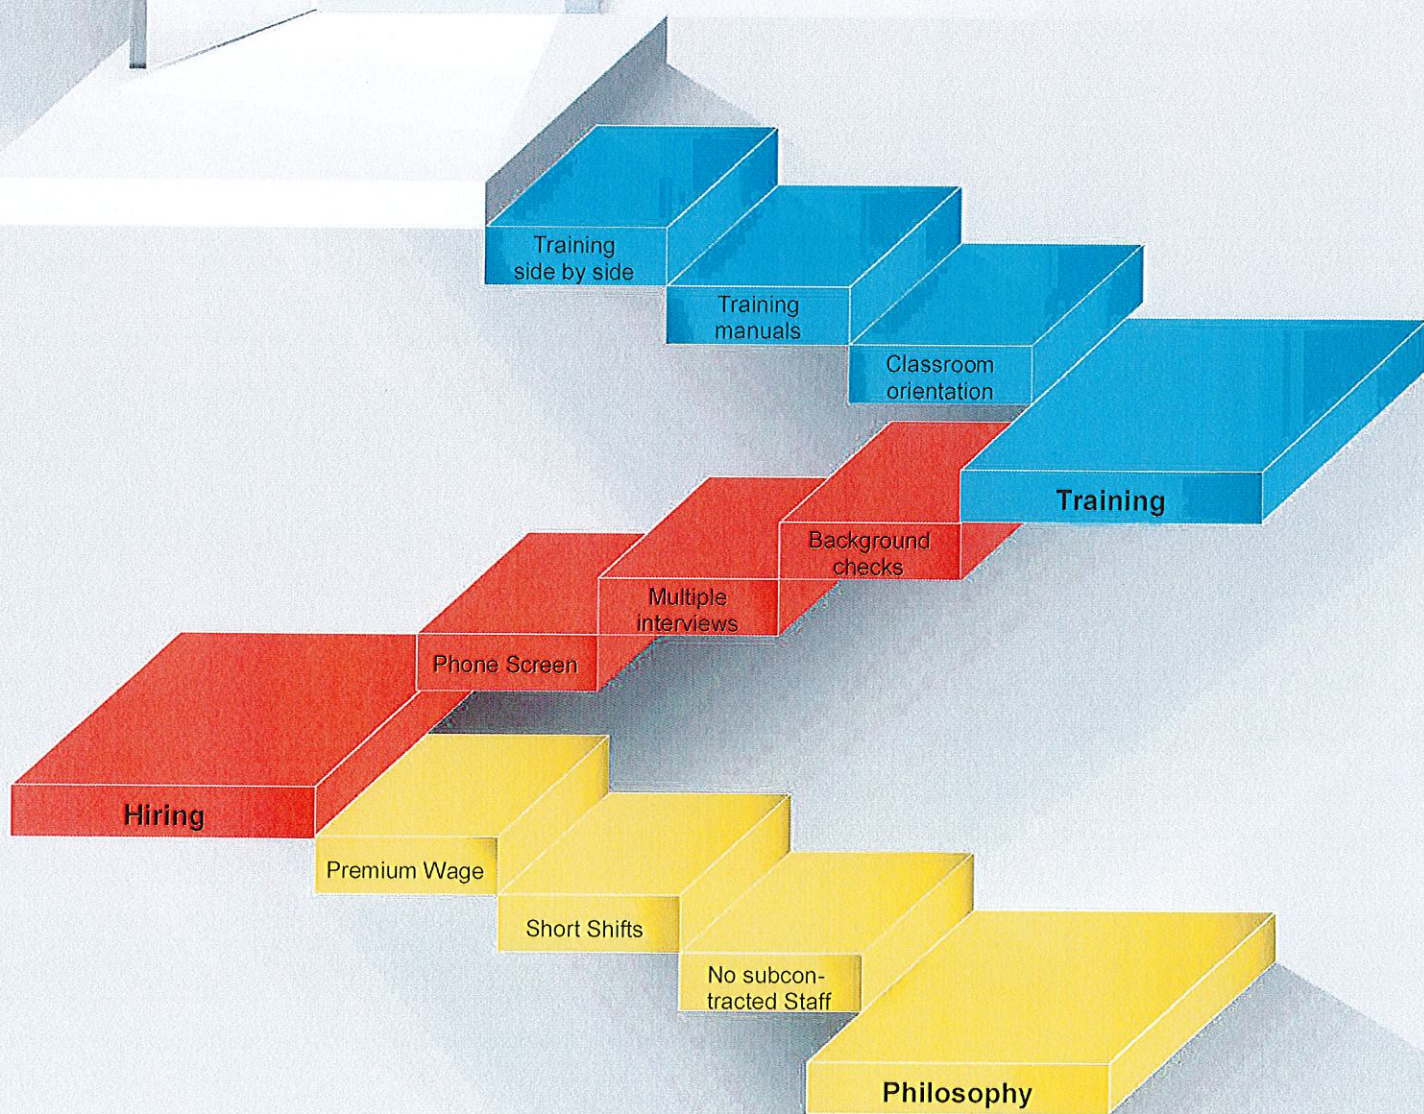 Training
side by side
Training
manuals
Classroom
orientation
Training
Background
checks
Multiple
interviews
Phone Screen
Hiring
Premium Wage
Short Shifts
No subcon-
tracted Staff
Philosophy